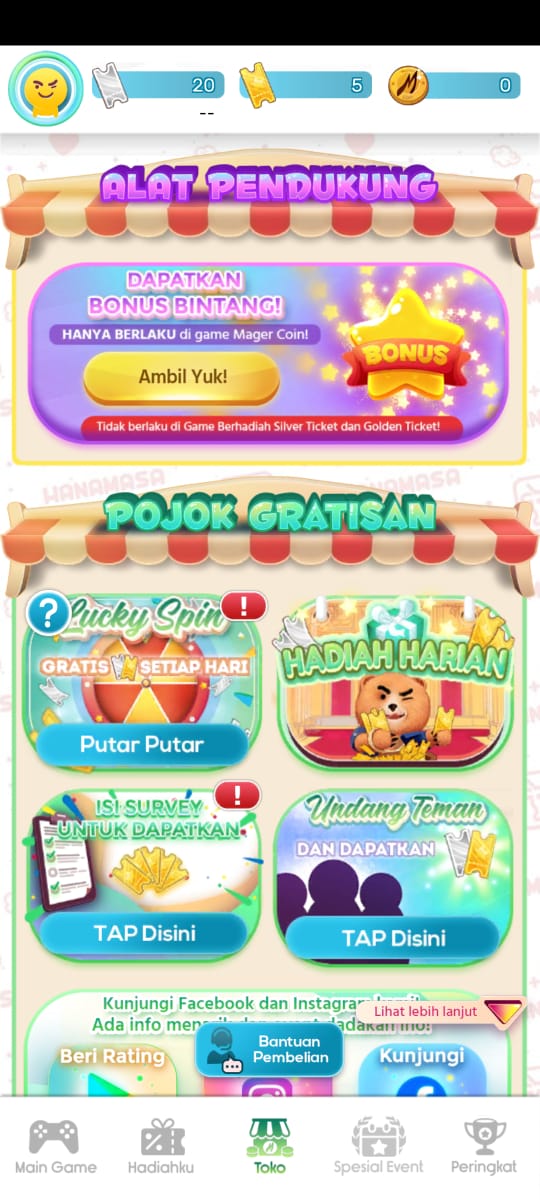 20
5
0
--
ALAT PENDUKUNG
DAPATKAN
BONUS BINTANG!
HANYA BERLAKU di game Mager Coin!
BONUS
Ambil Yuk!
Tidak berlaku di Game Berhadiah Silver Ticket dan Golden Ticket!
HANAMASA
POJOK GRATISAN
?
Lucky Spin
!
GRATIS SETIAP HARI
Putar Putar
HADIAH HARIAN
!
ISI SURVEY
UNTUK DAPATKAN
TAP Disini
Undang Teman
DAN DAPATKAN
TAP Disini
Kunjungi Facebook dan Instagram
Lihat lebih lanjut
Ada info
Bantuan
Pembelian
Beri Rating
Kunjungi
Main Game
Hadiahku
Toko
Spesial Event
Peringkat